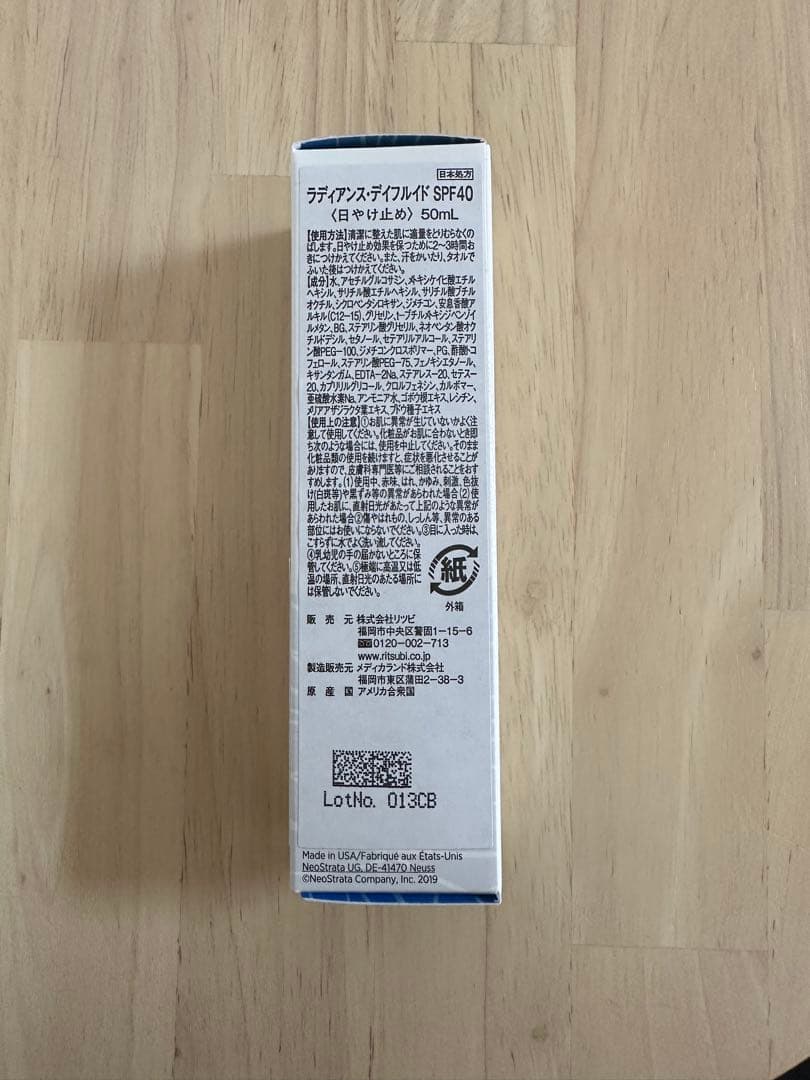 日本処方
ラディアンス・デイフルイド SPF40
〈日やけ止め〉50mL
【使用方法】清潔に整えた肌に適量をとりむらなくの
ばします。日やけ止め効果を保つために2〜3時間お
きにつけかえてください。また、汗をかいたり、タオルで
ふいた後はつけかえてください。
【成分】水、アセチルグルコサミン、メトキシケイヒ酸エチル
ヘキシル、サリチル酸エチルヘキシル、サリチル酸ブチル
オクチル、シクロペンタシロキサン、ジメチコン、安息香酸ア
ルキル(C12-15)、グリセリン、t-ブチルメトキシジベンゾイ
ルメタン、BG、ステアリン酸グリセリル、ネオペンタン酸オク
チルドデシル、セタノール、セテアリルアルコール、ステアリ
ン酸PEG-100、ジメチコンクロスポリマー、PG、酢酸トコ
フェロール、ステアリン酸PEG-75、フェノキシエタノール、
キサンタンガム、EDTA-2Na、ステアレス-20、セテス-
20、カプリリルグリコール、クロルフェネシン、カルボマー、
亜硫酸水素Na、アンモニア水、ゴボウ根エキス、レシチン、
メリアアザジラクタ葉エキス、ブドウ種子エキス
【使用上の注意】①お肌に異常が生じていないかよく注
意して使用してください。化粧品がお肌に合わないとき即
ち次のような場合には、使用を中止してください。そのまま
化粧品類の使用を続けますと、症状を悪化させることが
ありますので、皮膚科専門医等にご相談されることをおす
すめします。(1)使用中、赤味、はれ、かゆみ、刺激、色抜
け(白斑等)や黒ずみ等の異常があらわれた場合(2)使
用したお肌に、直射日光があたって上記のような異常が
あらわれた場合②傷やはれもの、しっしん等、異常のある
部位にはお使いにならないでください。③目に入った時は、
こすらずに水でよく洗い流してください。
④乳幼児の手の届かないところに保
管してください。⑤極端に高温又は低
温の場所、直射日光のあたる場所に
は保管しないでください。
紙
外箱
販売元 株式会社リツビ
福岡市中央区警固1-15-6
0120-002-713
www.ritsubi.co.jp
製造販売元 メディカランド株式会社
福岡市東区蒲田2-38-3
原産国 アメリカ合衆国
LotNo. 013CB
Made in USA/Fabriqué aux États-Unis
NeoStrata UG, DE-41470 Neuss
©NeoStrata Company, Inc. 2019